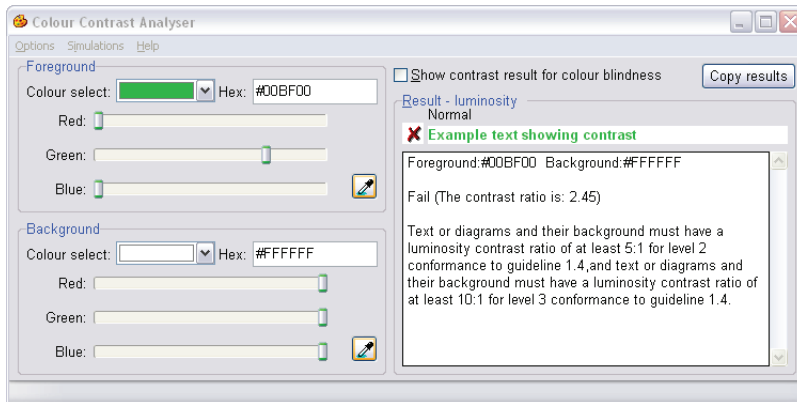 Colour Contrast Analyser
Options Simulations Help
Foreground
Colour select: Hex: #00BF00
Red:
Green:
Blue:
Background
Colour select: Hex: #FFFFFF
Red:
Green:
Blue:
Show contrast result for colour blindness
Copy results
Result - luminosity
Normal
Example text showing contrast
Foreground:#00BF00 Background:#FFFFFF
Fail (The contrast ratio is: 2.45)
Text or diagrams and their background must have a
luminosity contrast ratio of at least 5:1 for level 2
conformance to guideline 1.4,and text or diagrams and
their background must have a luminosity contrast ratio of
at least 10:1 for level 3 conformance to guideline 1.4.